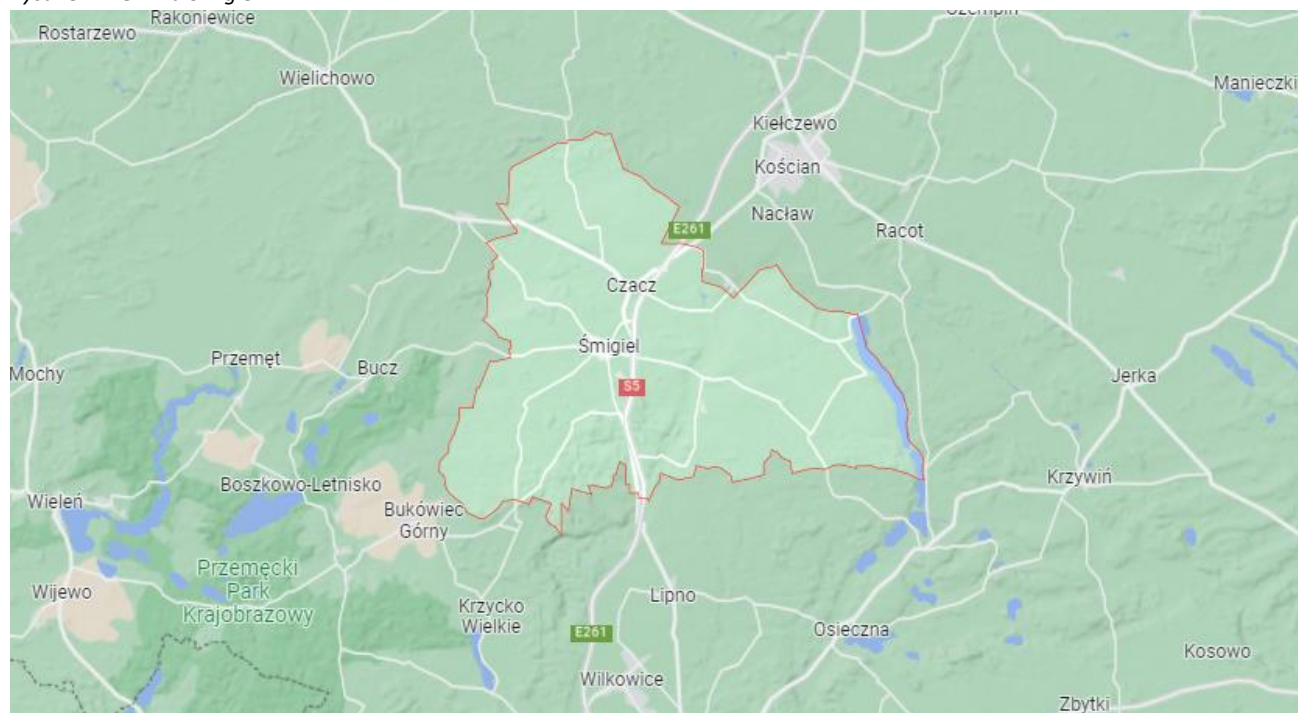 Rakoniewice
Rostarzewo
Wielichowo
Manieczki
Kiełczewo
Kościan
Nacław
E261
Racot
Czacz
Śmigiel
Przemęt
Bucz
Mochy
S5
Jerka
Boszkowo-Letnisko
Krzywiń
Wieleń
Bukówiec
Górny
Przemęcki
Park
Krajobrazowy
Wijewo
Krzycko
Wielkie
Lipno
E261
Osieczna
Kosowo
Wilkowice
Zbytki